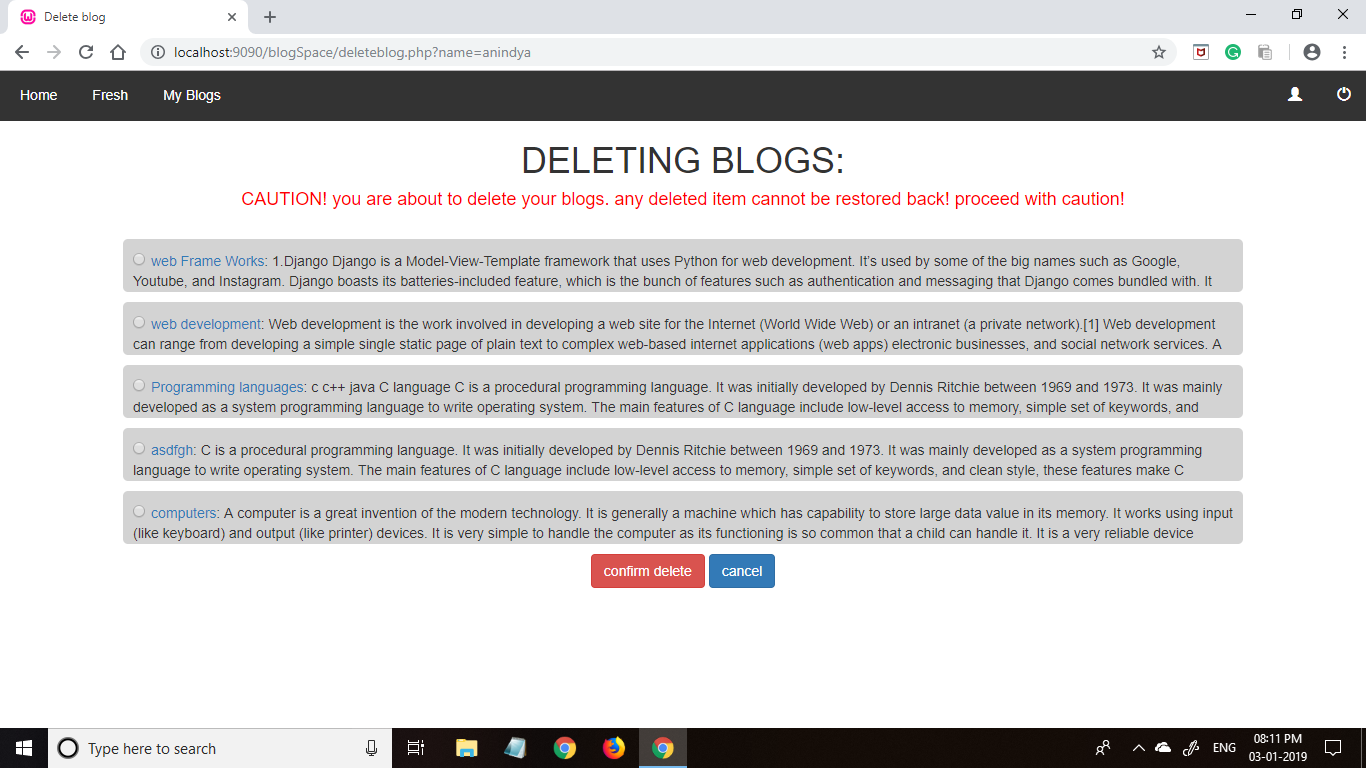 Delete blog
localhost:9090/blogSpace/deleteblog.php?name=anindya
Home Fresh My Blogs
DELETING BLOGS:
CAUTION! you are about to delete your blogs. any deleted item cannot be restored back! proceed with caution!
web Frame Works: 1.Django Django is a Model-View-Template framework that uses Python for web development. It’s used by some of the big names such as Google,
Youtube, and Instagram. Django boasts its batteries-included feature, which is the bunch of features such as authentication and messaging that Django comes bundled with. It
web development: Web development is the work involved in developing a web site for the Internet (World Wide Web) or an intranet (a private network).[1] Web development
can range from developing a simple single static page of plain text to complex web-based internet applications (web apps) electronic businesses, and social network services. A
Programming languages: c c++ java C language C is a procedural programming language. It was initially developed by Dennis Ritchie between 1969 and 1973. It was mainly
developed as a system programming language to write operating system. The main features of C language include low-level access to memory, simple set of keywords, and
asdfgh: C is a procedural programming language. It was initially developed by Dennis Ritchie between 1969 and 1973. It was mainly developed as a system programming
language to write operating system. The main features of C language include low-level access to memory, simple set of keywords, and clean style, these features make C
computers: A computer is a great invention of the modern technology. It is generally a machine which has capability to store large data value in its memory. It works using input
(like keyboard) and output (like printer) devices. It is very simple to handle the computer as its functioning is so common that a child can handle it. It is a very reliable device
confirm delete cancel
Type here to search
ENG
08:11 PM
03-01-2019